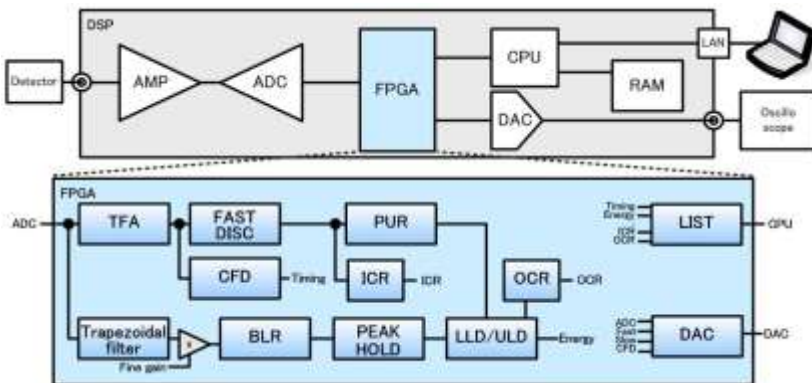 DSP
LAN
Detector
AMP
ADC
FPGA
CPU
RAM
DAC
Oscillo
scope
FPGA
ADC
TFA
FAST
DISC
PUR
Timing
Energy
ICR
OCR
LIST
CPU
CFD
Timing
ICR
ICR
OCR
OCR
Trapezoidal
filter
x
Fine gain
BLR
PEAK
HOLD
LLD/ULD
Energy
ADC
Fast
Slow
CFD
DAC
DAC